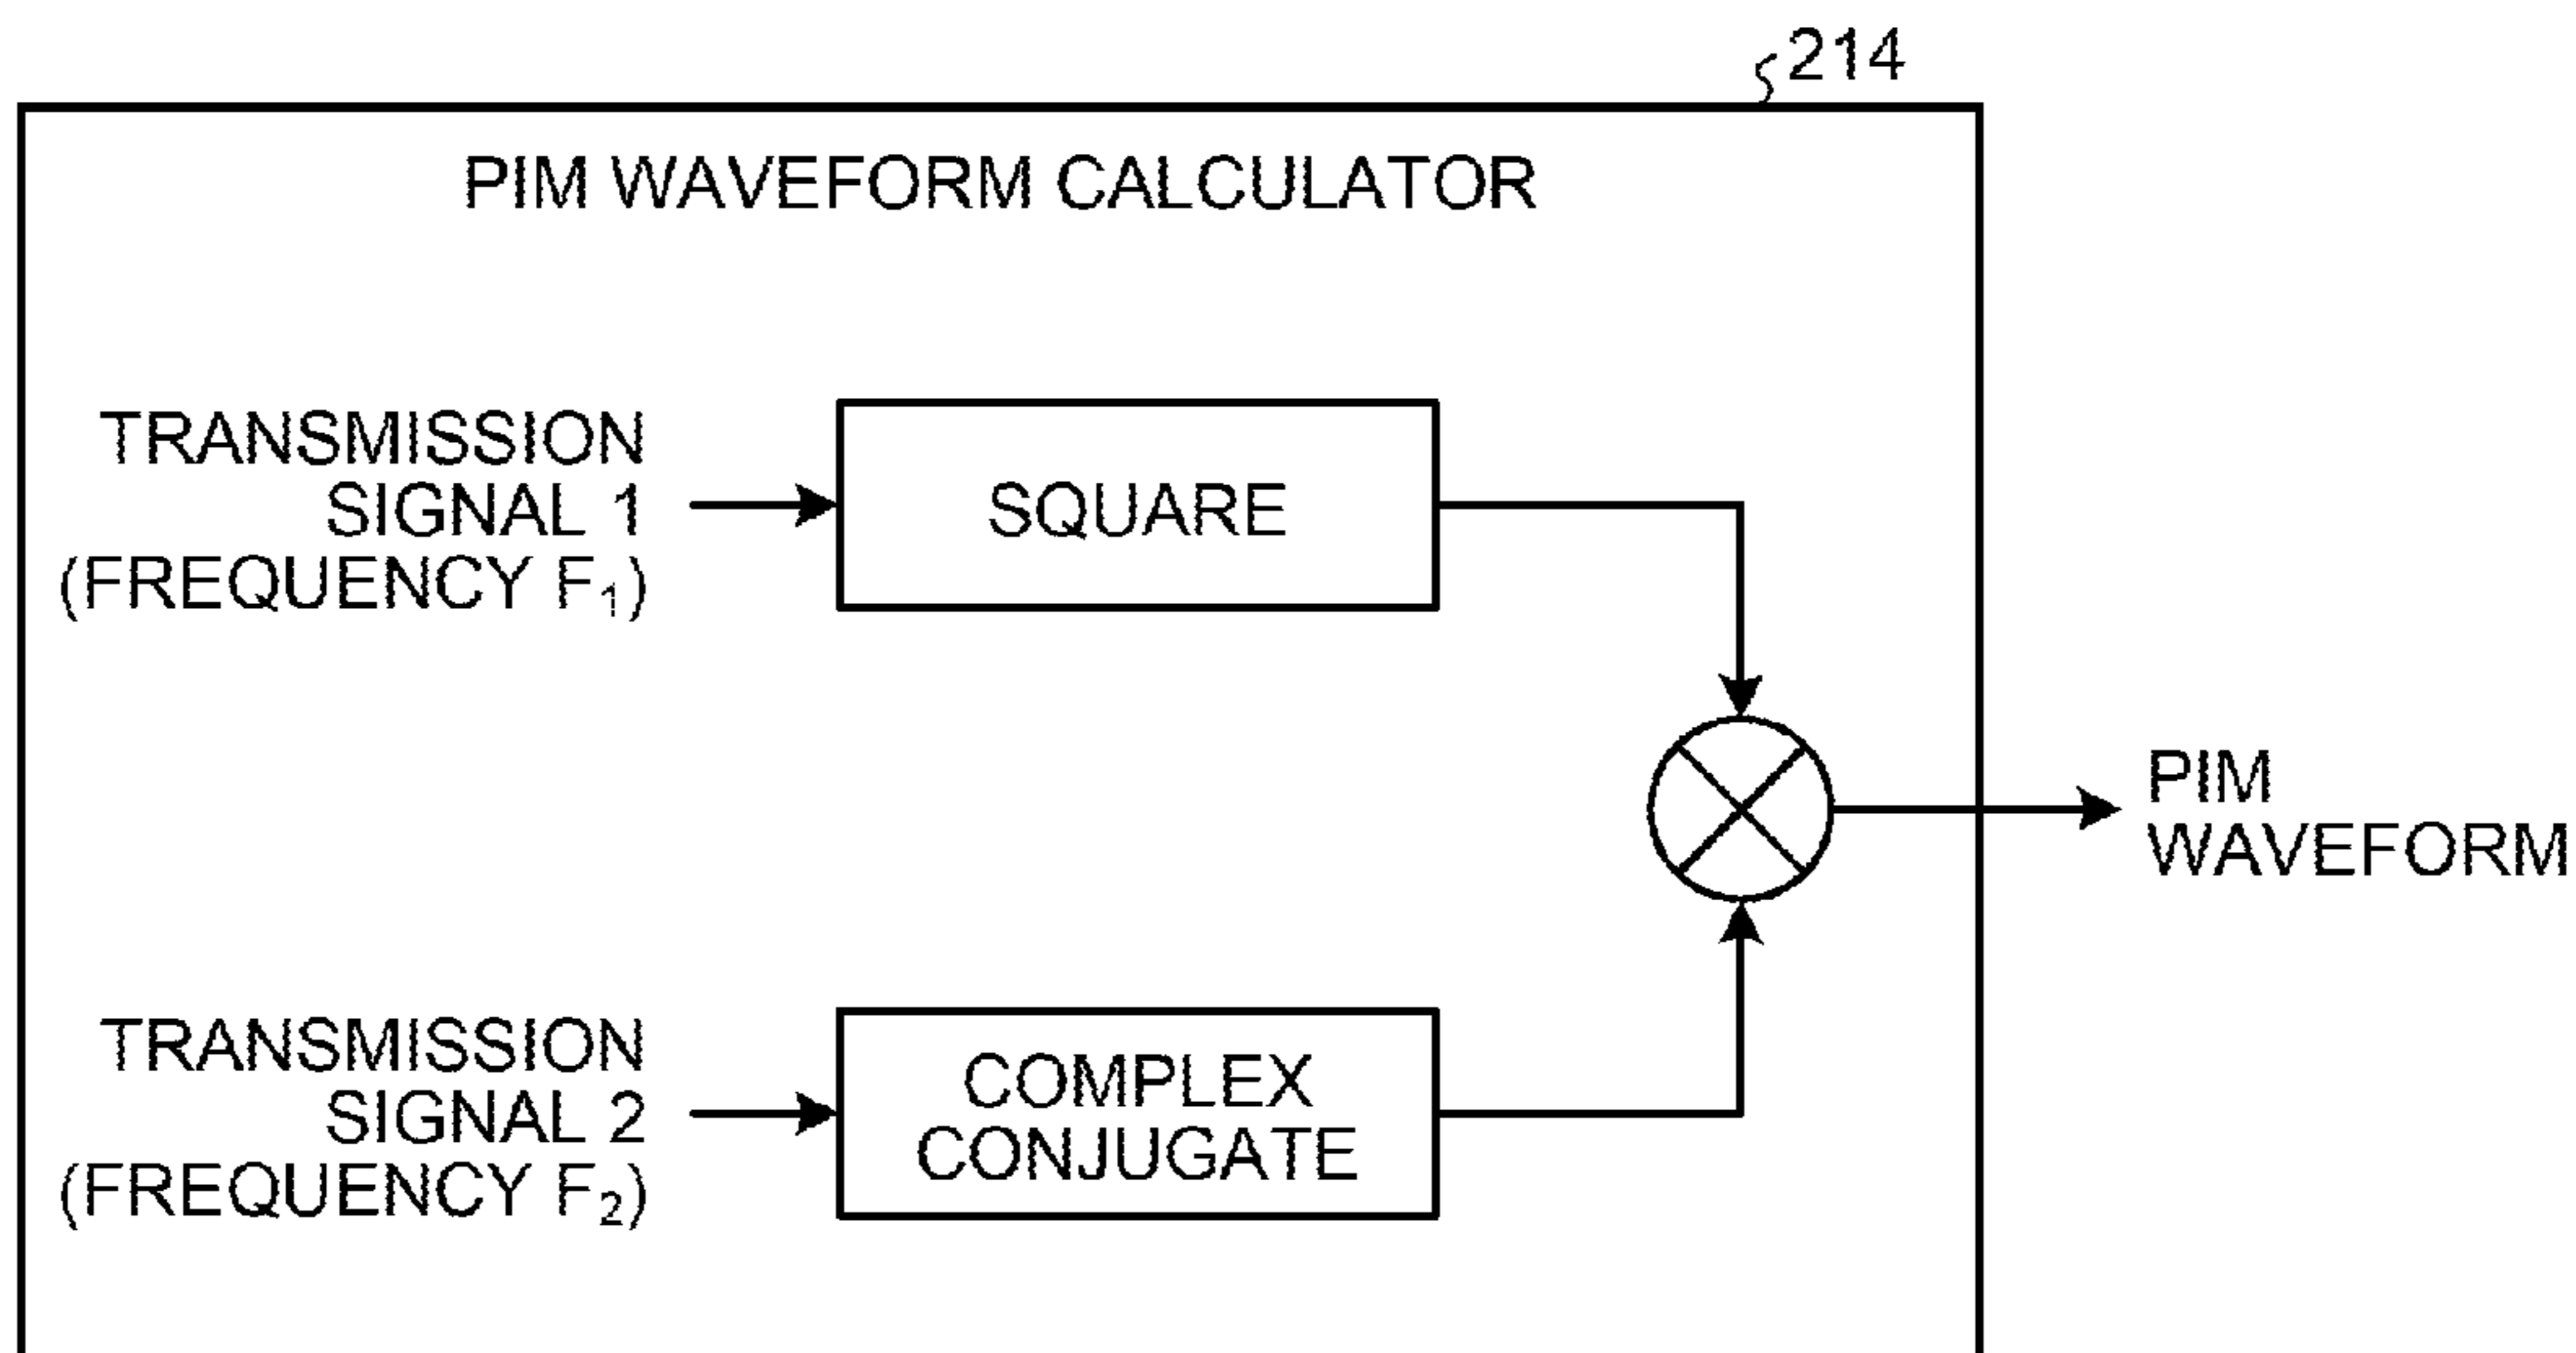 214
PIM WAVEFORM CALCULATOR
TRANSMISSION
SIGNAL 1
(FREQUENCY F₁)
SQUARE
PIM
WAVEFORM
TRANSMISSION
SIGNAL 2
(FREQUENCY F₂)
COMPLEX
CONJUGATE